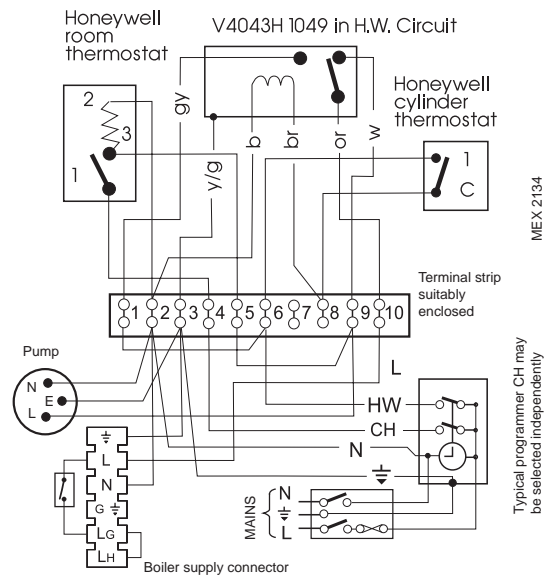 Honeywell
room
thermostat
V4043H 1049 in H.W. Circuit
Honeywell
cylinder
thermostat
2
3
1
gy
y/g
b
br
or
w
1
C
MEX 2134
Terminal strip
suitably
enclosed
1 2 3 4 5 6 7 8 9 10
Pump
N
E
L
L
HW
CH
N
L
N
G
LG
LH
Boiler supply connector
MAINS
N
L
Typical programmer CH may
be selected independently